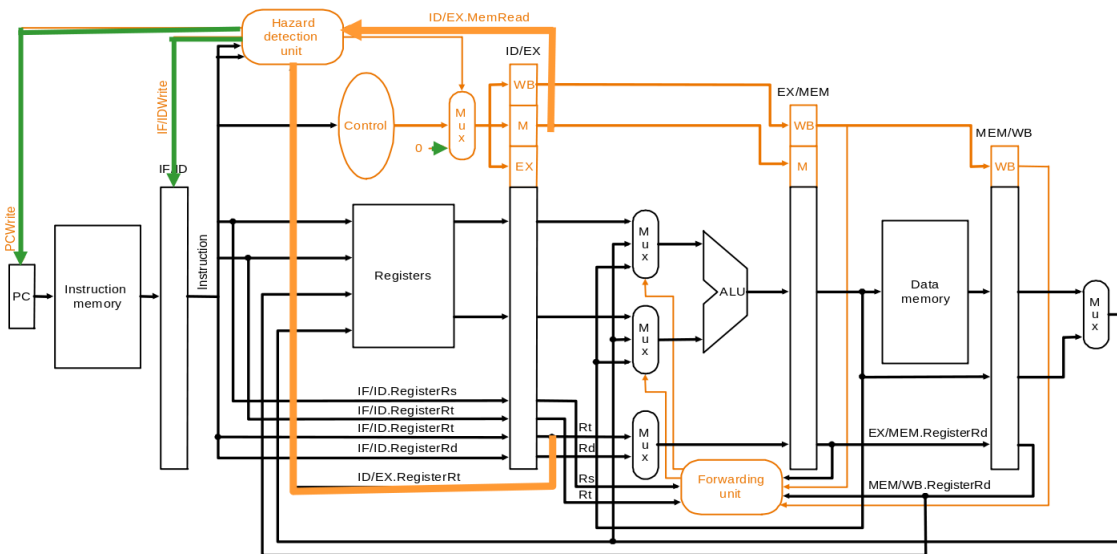 Hazard
detection
unit
ID/EX.MemRead
ID/EX
WB
M
EX
Control
0
M
u
x
EX/MEM
WB
M
MEM/WB
WB
IF/IDWrite
PCWrite
IF/ID
Instruction
PC
Instruction
memory
Registers
M
u
x
M
u
x
ALU
Data
memory
M
u
x
IF/ID.RegisterRs
IF/ID.RegisterRt
IF/ID.RegisterRt
IF/ID.RegisterRd
ID/EX.RegisterRt
Rt
Rd
M
u
x
Rs
Rt
Forwarding
unit
EX/MEM.RegisterRd
MEM/WB.RegisterRd